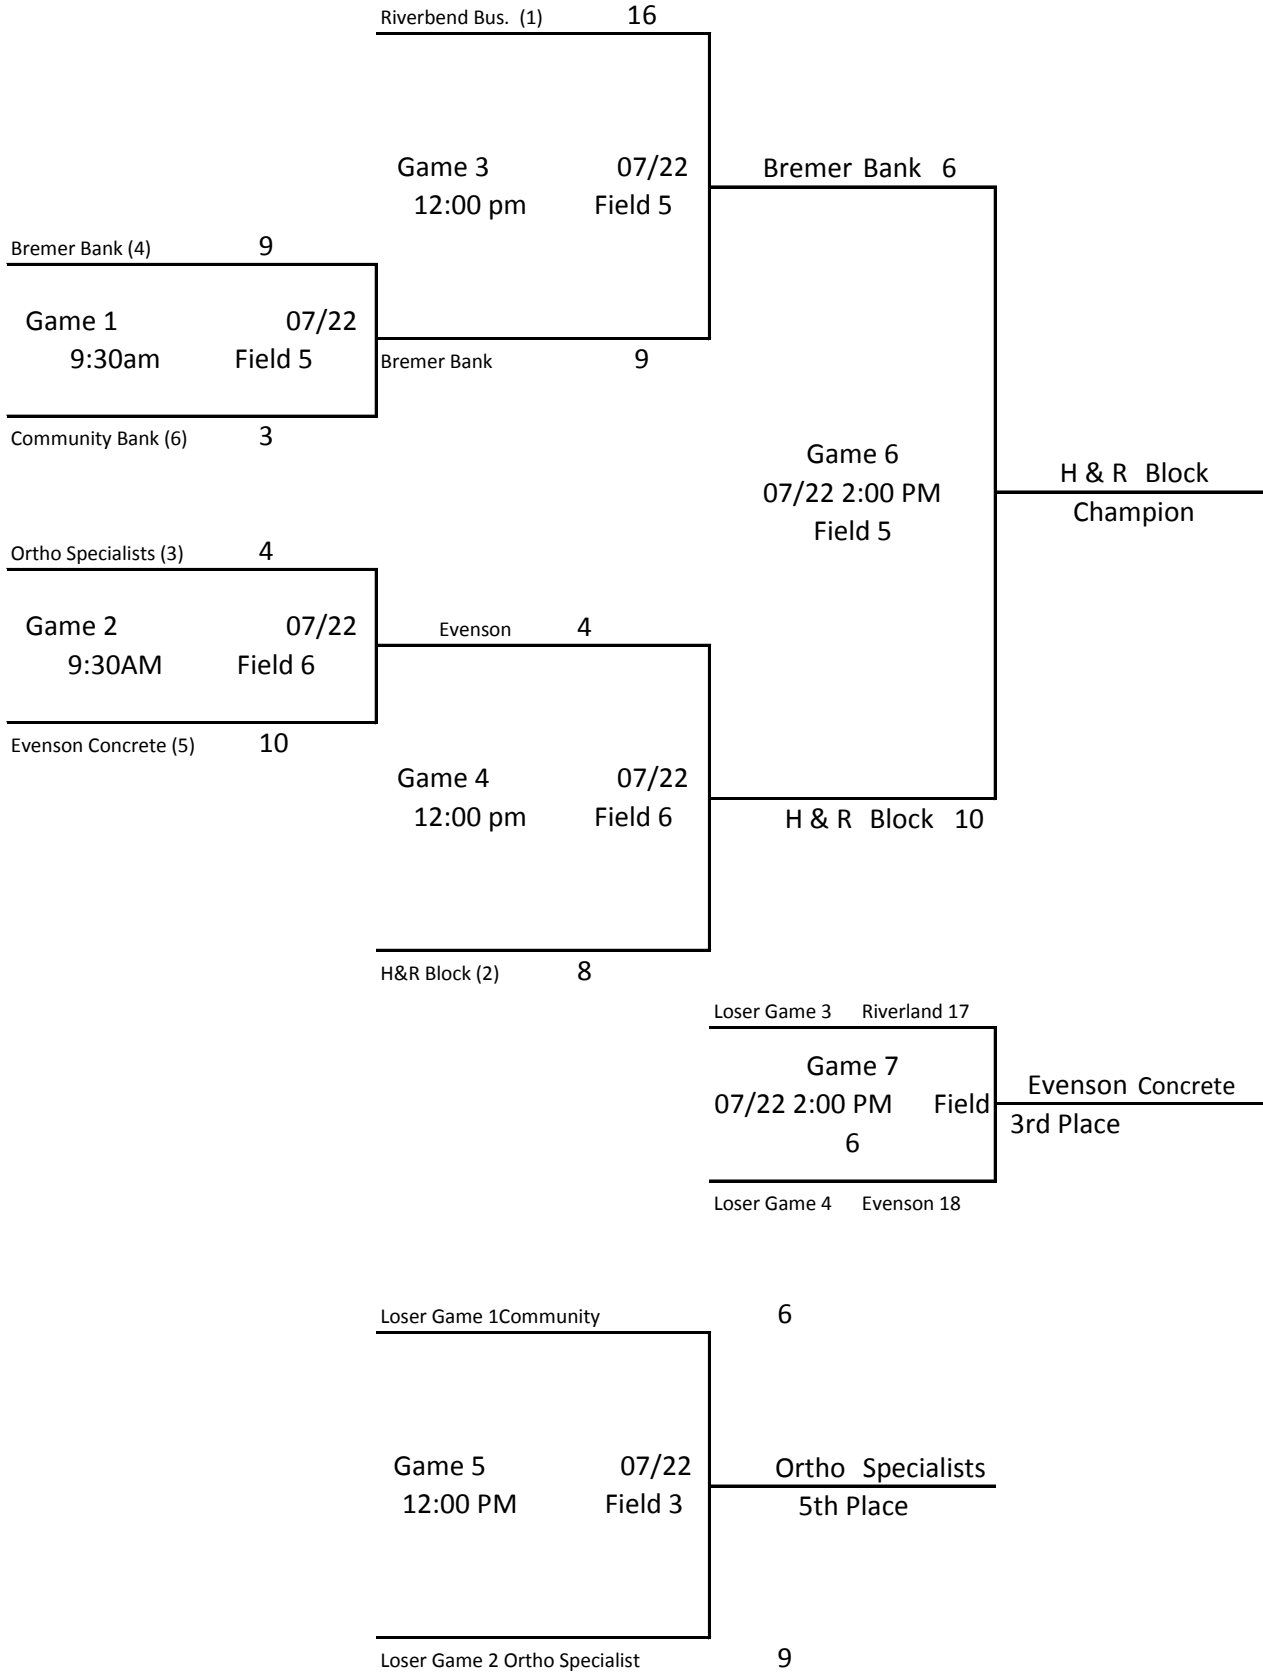 Riverbend Bus. (1) 16
Game 3 07/22
12:00 pm Field 5
Bremer Bank 6
Bremer Bank (4) 9
Game 1 07/22
9:30am Field 5
Bremer Bank 9
Community Bank (6) 3
Game 6
07/22 2:00 PM
Field 5
H & R Block
Champion
Ortho Specialists (3) 4
Game 2 07/22
9:30AM Field 6
Evenson 4
Evenson Concrete (5) 10
Game 4 07/22
12:00 pm Field 6
H & R Block 10
H&R Block (2) 8
Loser Game 3 Riverland 17
Game 7
07/22 2:00 PM Field
6
Evenson Concrete
3rd Place
Loser Game 4 Evenson 18
Loser Game 1Community 6
Game 5 07/22
12:00 PM Field 3
Ortho Specialists
5th Place
Loser Game 2 Ortho Specialist 9